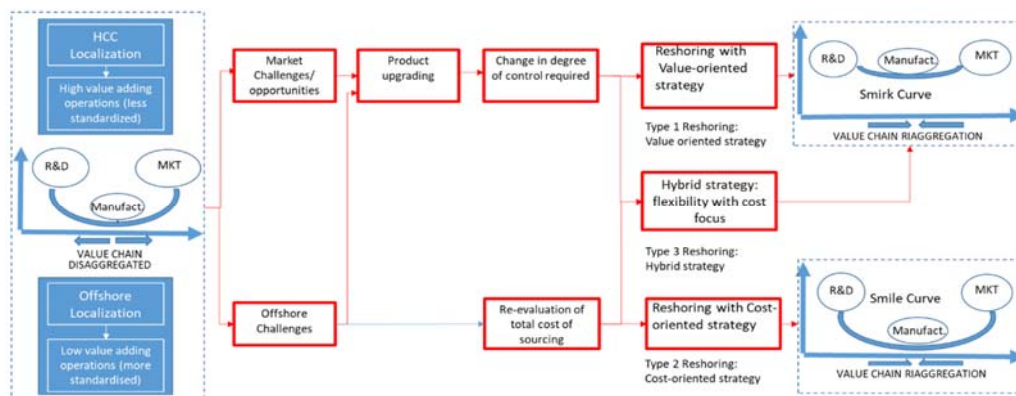 HCC
Localization
High value adding
operations (less
standardized)
R&D
MKT
Manufact.
VALUE CHAIN
DISAGGREGATED
Offshore
Localization
Low value adding
operations (more
standardised)
Market
Challenges/
opportunities
Product
upgrading
Change in degree
of control required
Offshore
Challenges
Re-evaluation of
total cost of
sourcing
Reshoring with
Value-oriented
strategy
Type 1 Reshoring:
Value oriented strategy
Hybrid strategy:
flexibility with cost
focus
Type 3 Reshoring:
Hybrid strategy
Reshoring with Cost-
oriented strategy
Type 2 Reshoring:
Cost-oriented strategy
R&D
Manufact.
MKT
Smirk Curve
VALUE CHAIN RIAGGREGATION
R&D
MKT
Smile Curve
Manufact.
VALUE CHAIN RIAGGREGATION